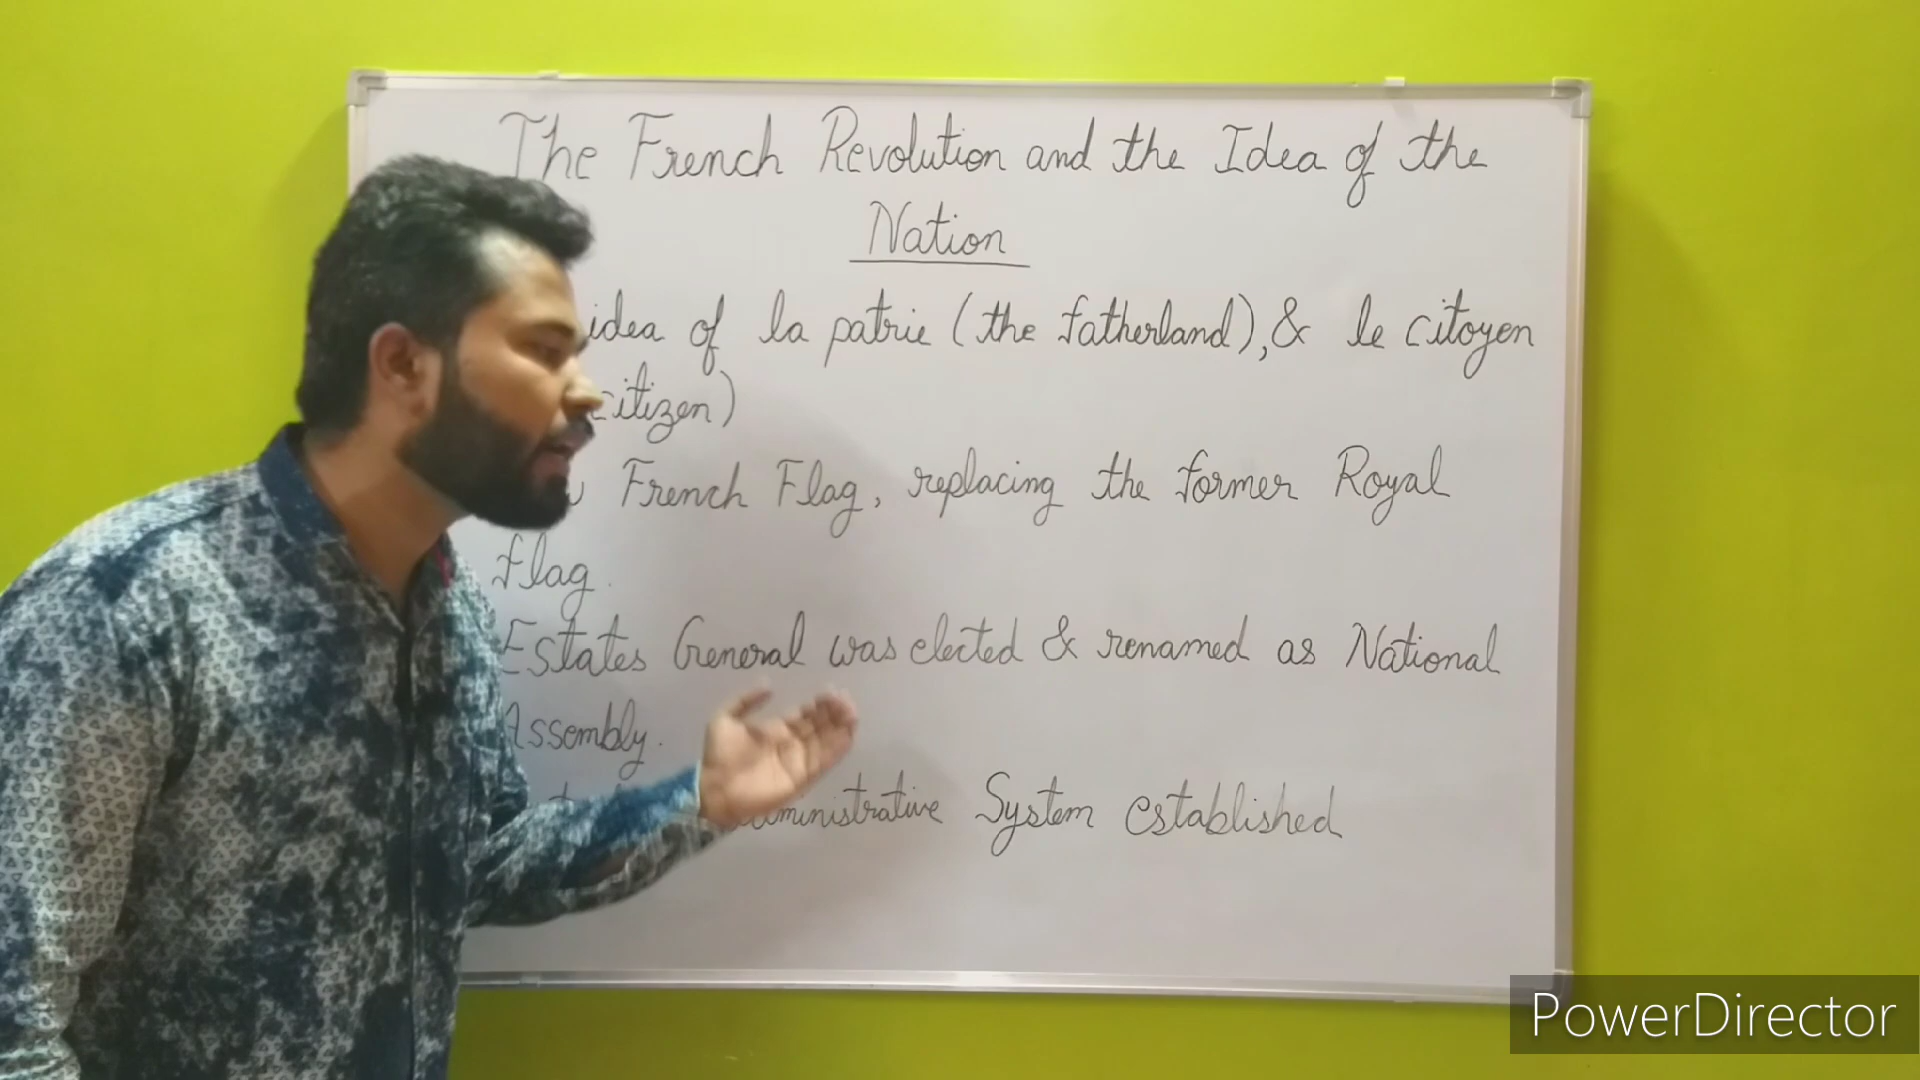 The French Revolution and the Idea of the
Nation
idea of la patrie (the fatherland), & le citoyen
citizen)
French Flag, replacing the former Royal
flag.
Estates General was elected & renamed as National
Assembly.
administrative System established
PowerDirector